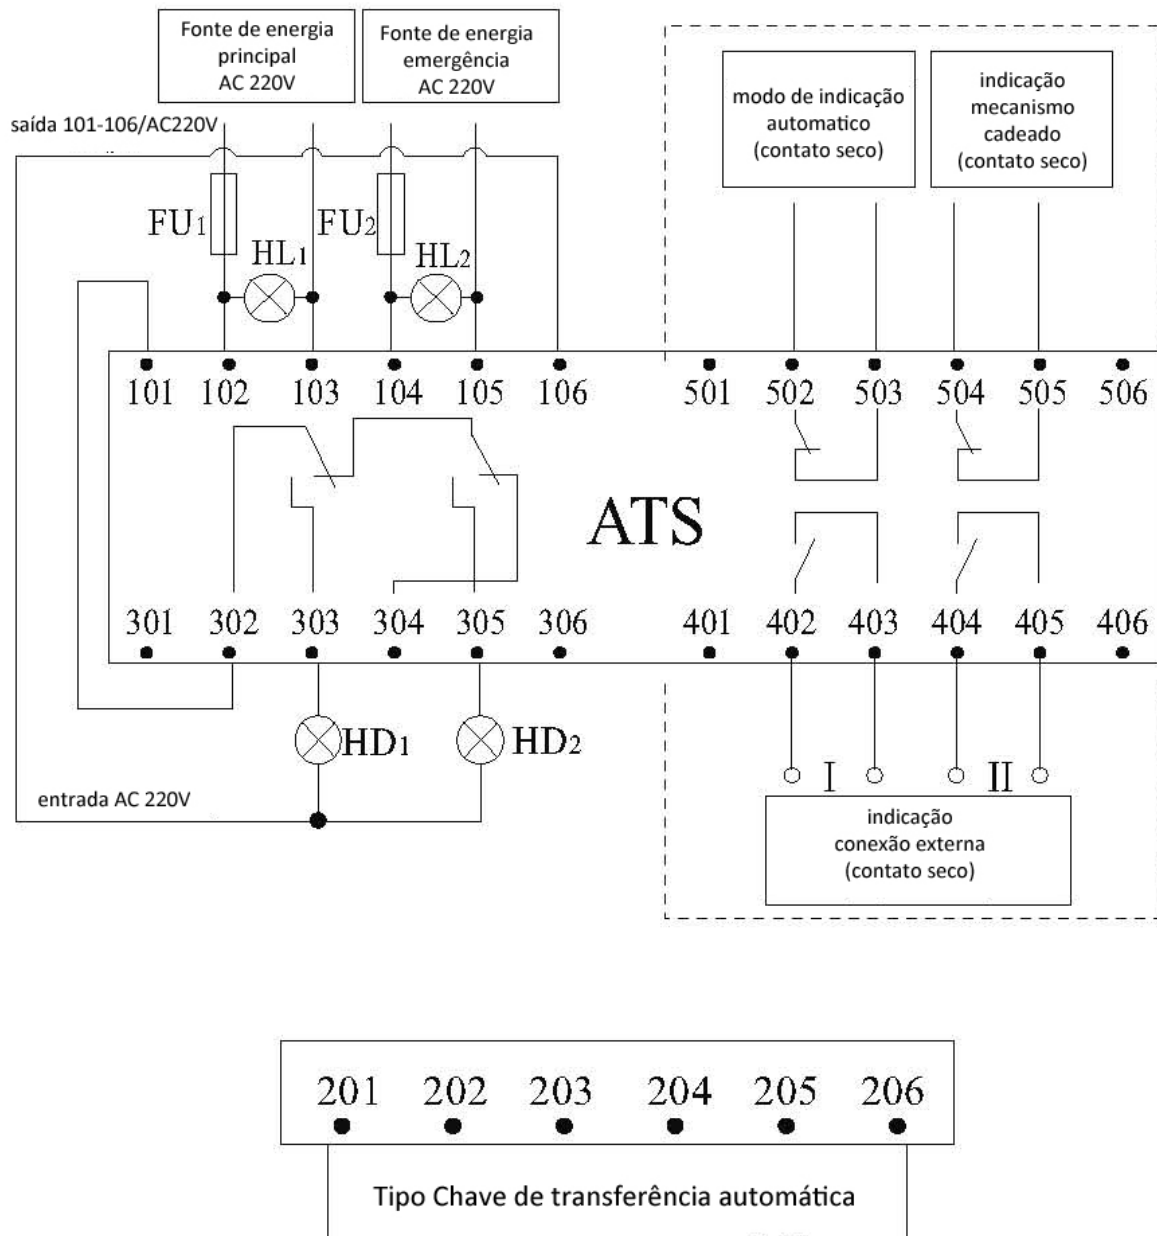 Fonte de energia
principal
AC 220V
Fonte de energia
emergência
AC 220V
modo de indicação
automatico
(contato seco)
indicação
mecanismo
cadeado
(contato seco)
saída 101-106/AC220V
FU1
HL1
FU2
HL2
101 102 103 104 105 106
501 502 503 504 505 506
ATS
301 302 303 304 305 306
401 402 403 404 405 406
HD1
HD2
I
II
entrada AC 220V
indicação
conexão externa
(contato seco)
201 202 203 204 205 206
Tipo Chave de transferência automática